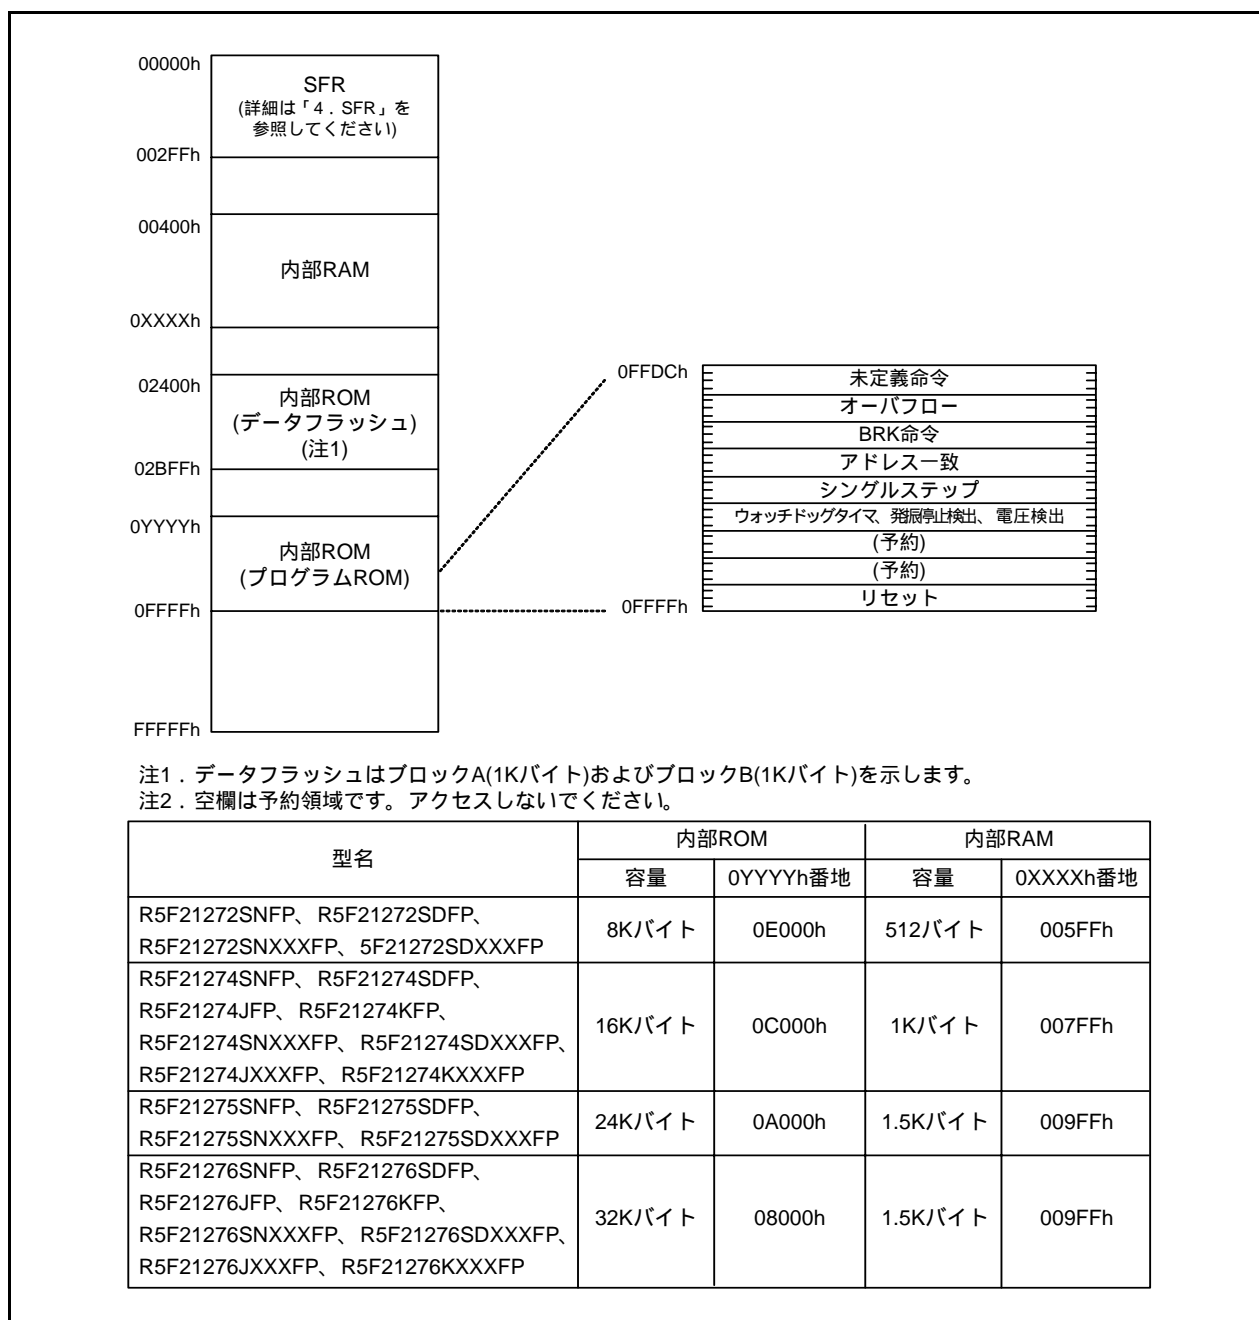 00000h
SFR
(詳細は「4．SFR」を
参照してください)
002FFh
00400h
内部RAM
0XXXXh
02400h
内部ROM
(データフラッシュ)
(注1)
02BFFh
0YYYYh
内部ROM
(プログラムROM)
0FFFFh
FFFFFh
0FFDCh
未定義命令
オーバフロー
BRK命令
アドレス一致
シングルステップ
ウォッチドッグタイマ、発振停止検出、電圧検出
(予約)
(予約)
リセット
0FFFFh
注1．データフラッシュはブロックA(1Kバイト)およびブロックB(1Kバイト)を示します。
注2．空欄は予約領域です。アクセスしないでください。
型名 内部ROM 内部RAM
容量 0YYYYh番地 容量 0XXXXh番地
R5F21272SNFP、R5F21272SDFP、
R5F21272SNXXXFP、5F21272SDXXXFP
8Kバイト 0E000h 512バイト 005FFh
R5F21274SNFP、R5F21274SDFP、
R5F21274JFP、R5F21274KFP、
R5F21274SNXXXFP、R5F21274SDXXXFP、
R5F21274JXXXFP、R5F21274KXXXFP
16Kバイト 0C000h 1Kバイト 007FFh
R5F21275SNFP、R5F21275SDFP、
R5F21275SNXXXFP、R5F21275SDXXXFP
24Kバイト 0A000h 1.5Kバイト 009FFh
R5F21276SNFP、R5F21276SDFP、
R5F21276JFP、R5F21276KFP、
R5F21276SNXXXFP、R5F21276SDXXXFP、
R5F21276JXXXFP、R5F21276KXXXFP
32Kバイト 08000h 1.5Kバイト 009FFh